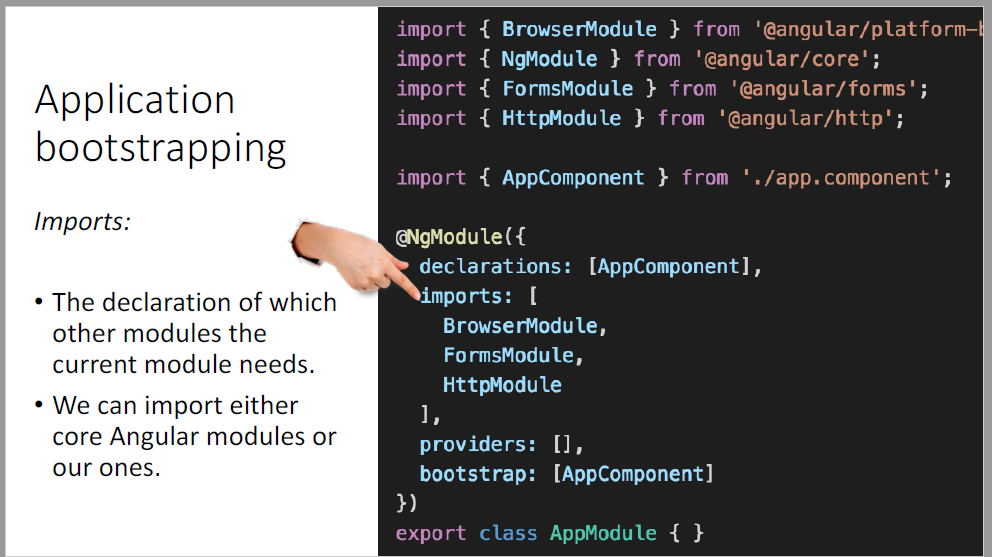 Application
bootstrapping
Imports:
• The declaration of which
other modules the
current module needs.
• We can import either
core Angular modules or
our ones.
import { BrowserModule } from '@angular/platform-b
import { NgModule } from '@angular/core';
import { FormsModule } from '@angular/forms';
import { HttpModule } from '@angular/http';
import { AppComponent } from './app.component';
@NgModule({
declarations: [AppComponent],
imports: [
BrowserModule,
FormsModule,
HttpModule
],
providers: [],
bootstrap: [AppComponent]
})
export class AppModule { }